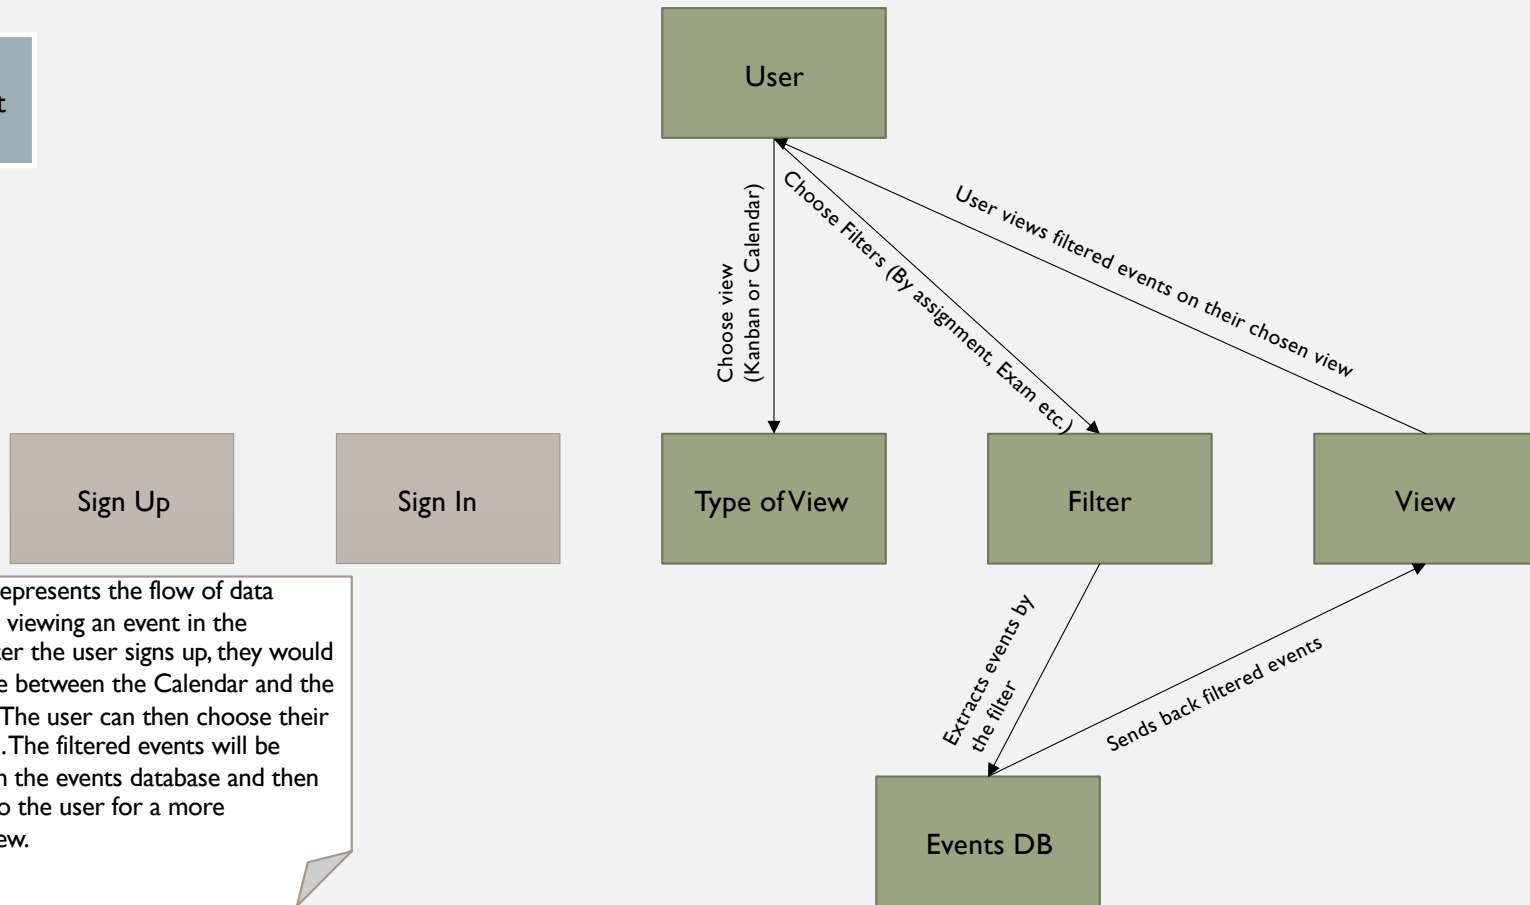 User
Choose view
(Kanban or Calendar)
Choose Filters (By assignment, Exam etc.)
User views filtered events on their chosen view
Sign Up
Sign In
Type of View
Filter
View
epresents the flow of data
viewing an event in the
er the user signs up, they would
e between the Calendar and the
The user can then choose their
. The filtered events will be
the events database and then
o the user for a more
ew.
Extracts events by
the filter
Sends back filtered events
Events DB